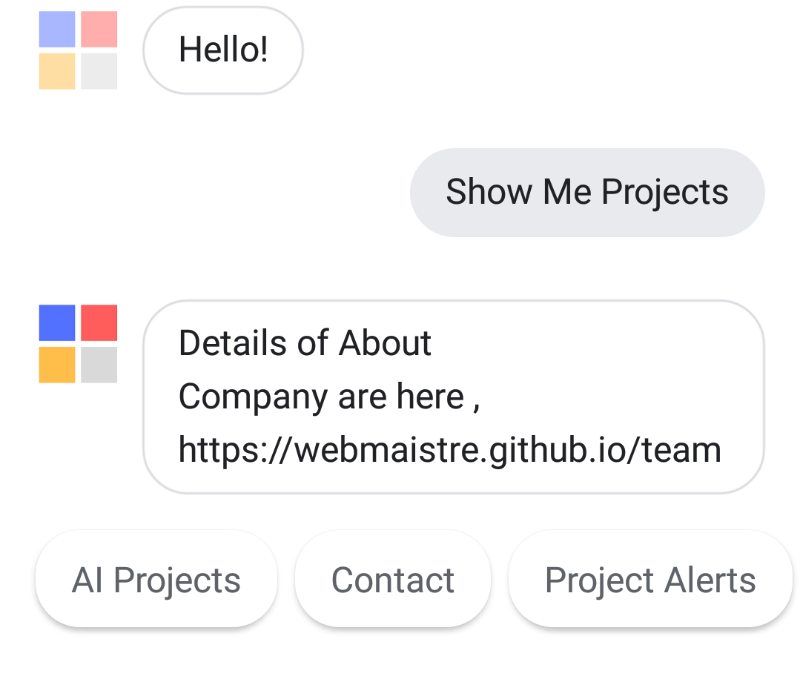 Hello!
Show Me Projects
Details of About
Company are here ,
https://webmaistre.github.io/team
AI Projects
Contact
Project Alerts